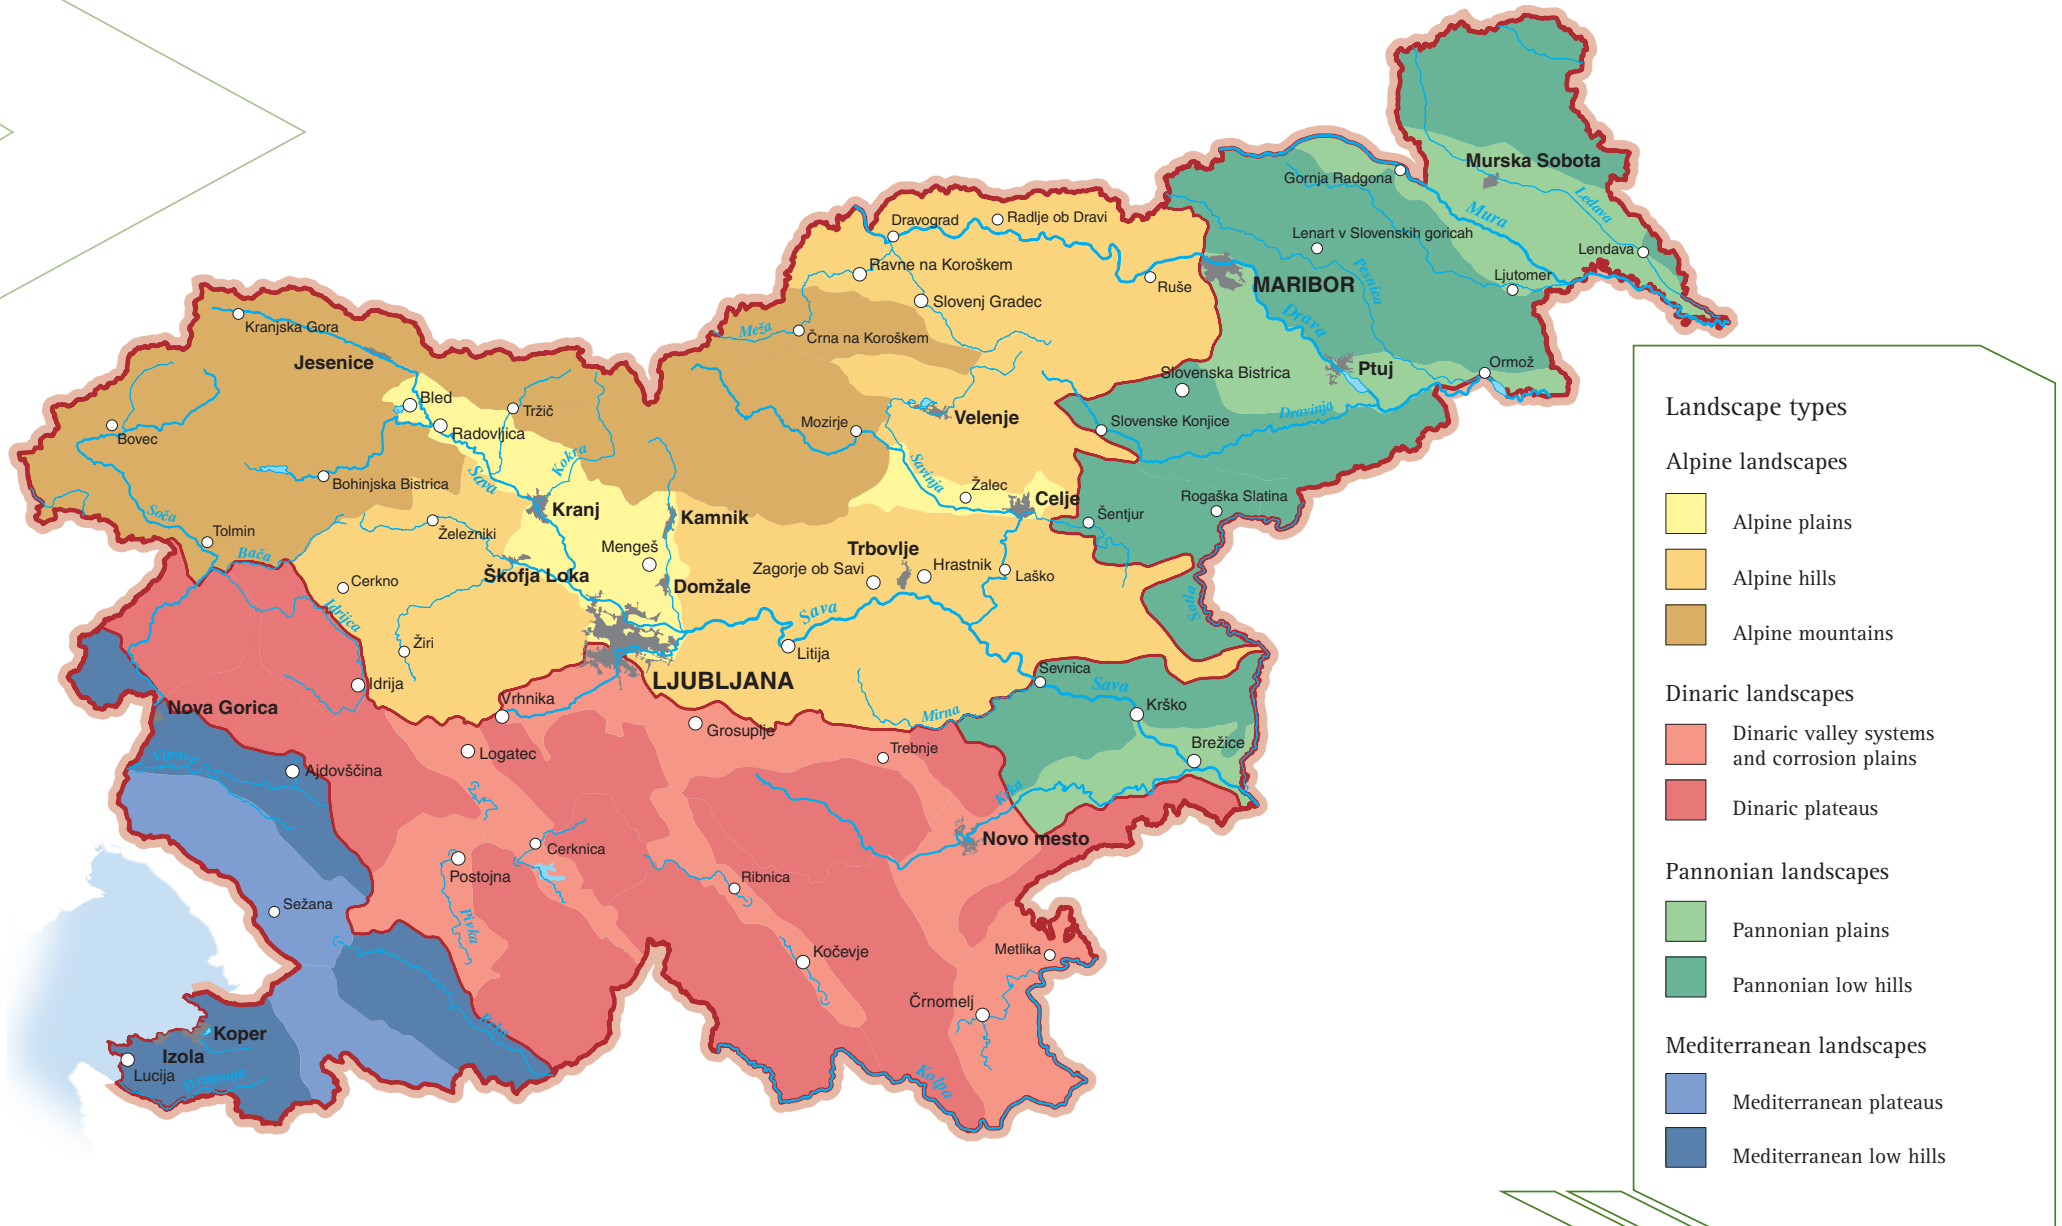 Murska Sobota
Gornja Radgona
Ledava
Mura
Dravograd
Radlje ob Dravi
Lenart v Slovenskih goricah
Lendava
Ravne na Koroškem
Pesnica
Ljutomer
Ruše
MARIBOR
Slovenj Gradec
Kranjska Gora
Meža
Črna na Koroškem
Drava
Jesenice
Ptuj
Ormož
Slovenska Bistrica
Bled
Tržič
Velenje
Dravinja
Mozirje
Slovenske Konjice
Bovec
Radovljica
Kokra
Savinja
Sava
Bohinjska Bistrica
Žalec
Celje
Rogaška Slatina
Soča
Kranj
Kamnik
Šentjur
Tolmin
Železniki
Bača
Mengeš
Trbovlje
Škofja Loka
Zagorje ob Savi
Hrastnik
Laško
Cerkno
Domžale
Sotla
Idrijca
Sava
Žiri
Litija
Sevnica
Idrija
LJUBLJANA
Sava
Vrhnika
Krško
Nova Gorica
Mirna
Grosuplje
Brežice
Logatec
Trebnje
Vipava
Ajdovščina
Krka
Novo mesto
Cerknica
Postojna
Ribnica
Sežana
Pivka
Kočevje
Metlika
Črnomelj
Reka
Koper
Izola
Lucija
Dragonja
Kolpa
Landscape types
Alpine landscapes
Alpine plains
Alpine hills
Alpine mountains
Dinaric landscapes
Dinaric valley systems
and corrosion plains
Dinaric plateaus
Pannonian landscapes
Pannonian plains
Pannonian low hills
Mediterranean landscapes
Mediterranean plateaus
Mediterranean low hills